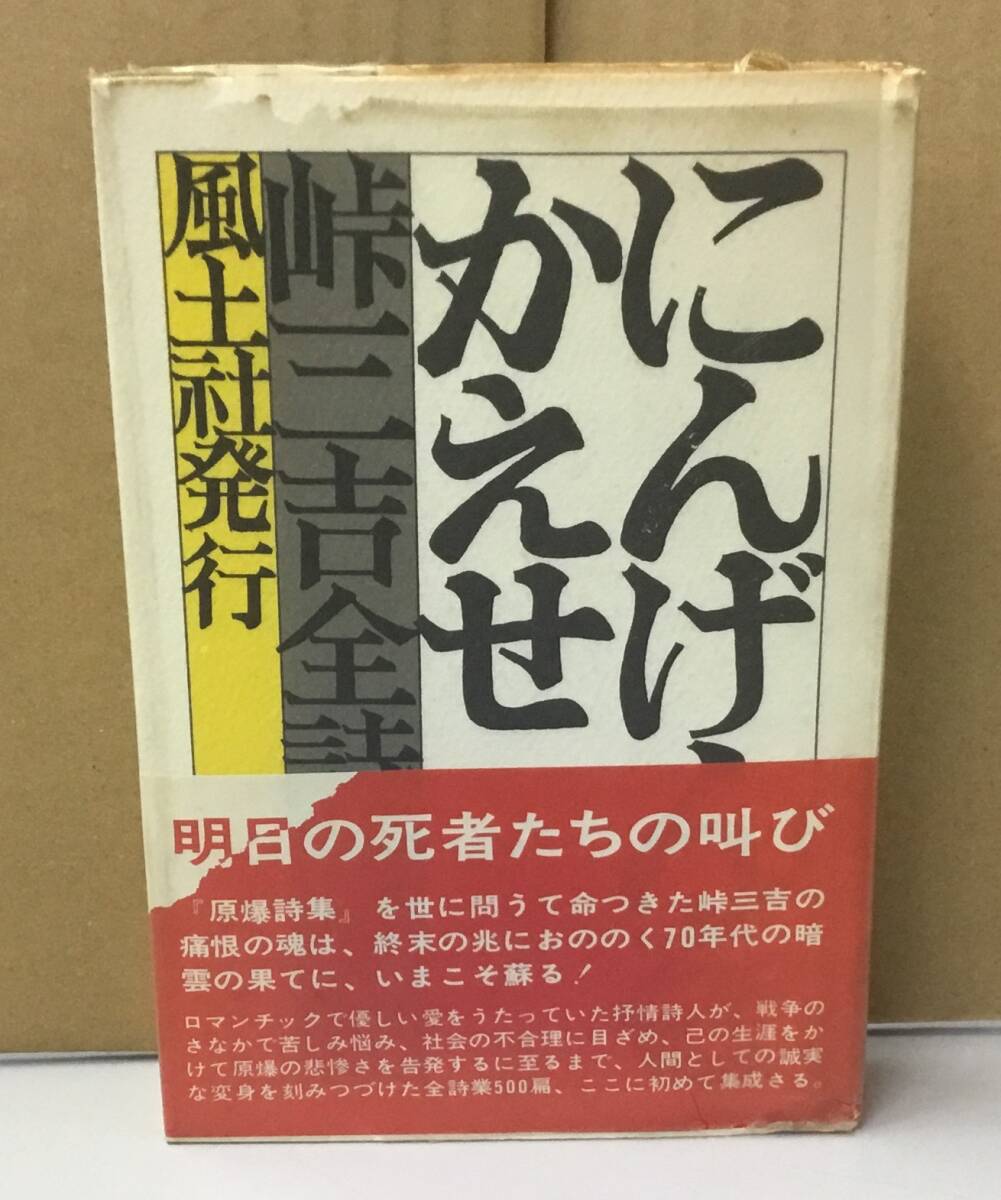 にんげ
かえせ
峠三吉全詩
風土社発行
明日の死者たちの叫び
『原爆詩集』を世に問うて命つきた峠三吉の
痛恨の魂は、終末の兆におののく70年代の暗
雲の果てに、いまこそ蘇る!
ロマンチックで優しい愛をうたっていた抒情詩人が、戦争の
さなかで苦しみ悩み、社会の不合理に目ざめ、己の生涯をか
けて原爆の悲惨さを告発するに至るまで、人間としての誠実
な変身を刻みつづけた全詩業500扁、ここに初めて集成さる。